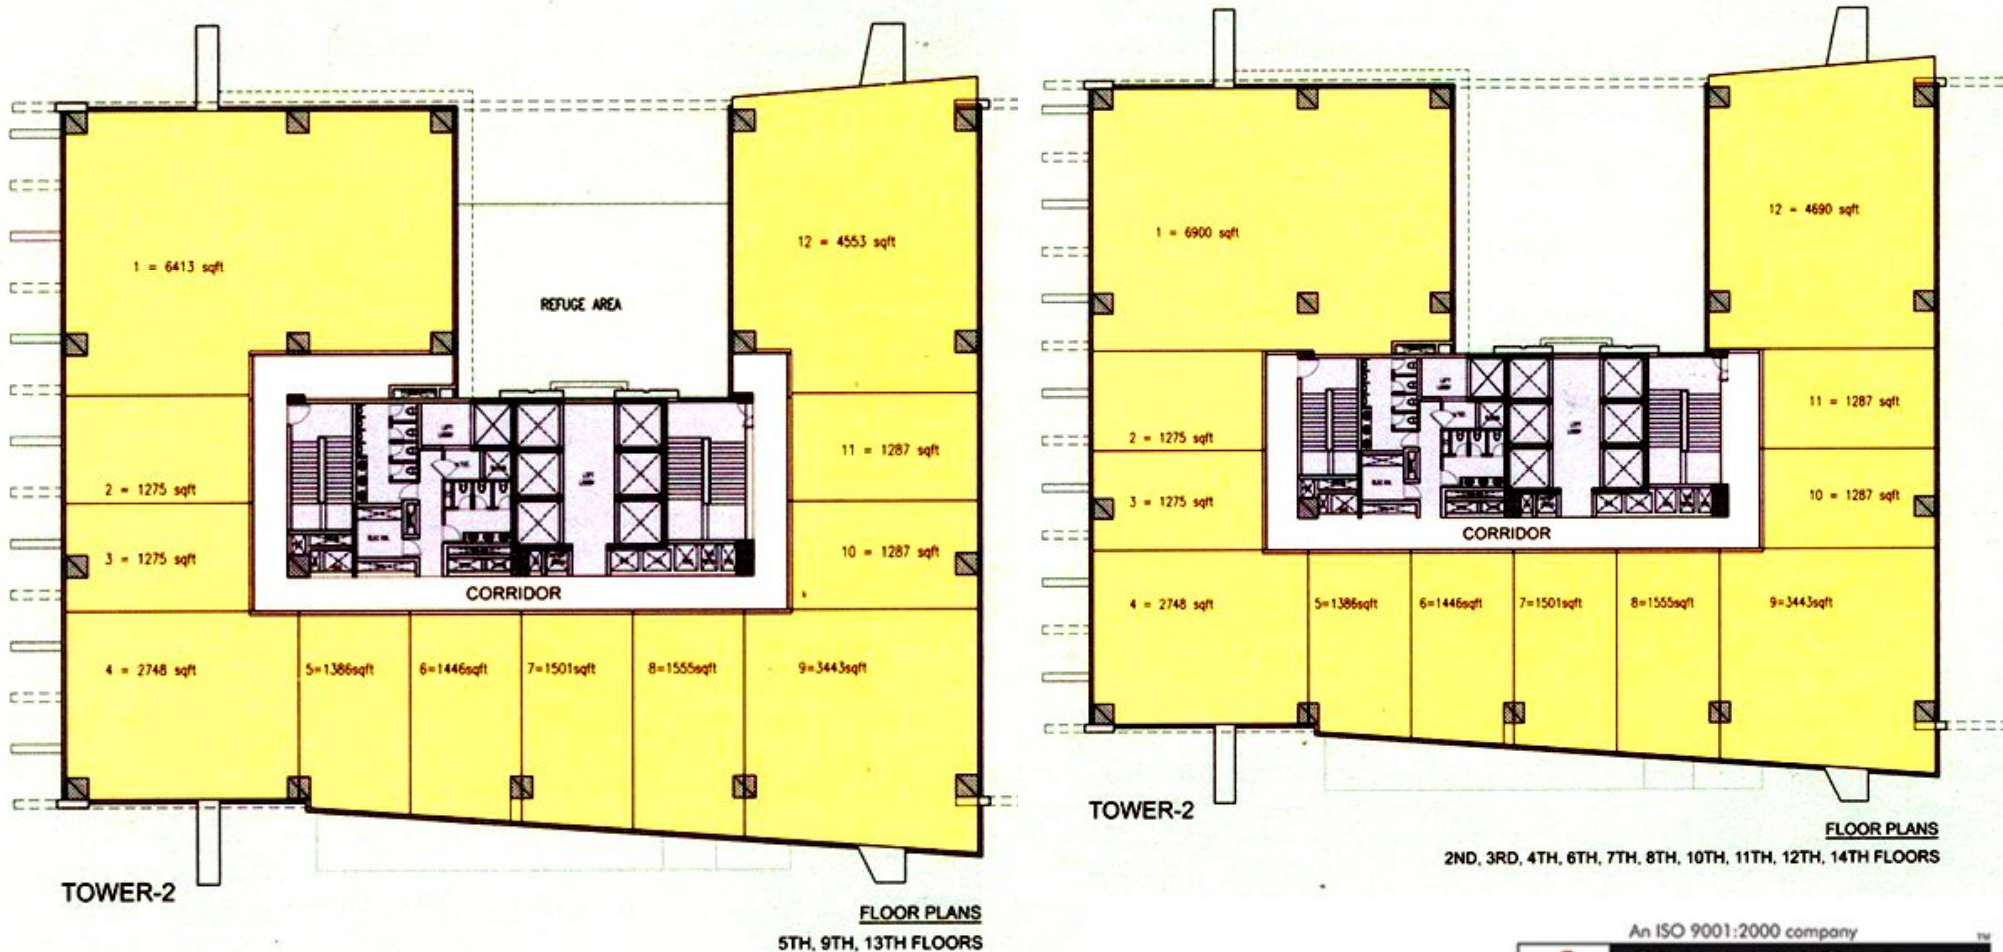 1 = 6413 sqft
12 = 4553 sqft
REFUGE AREA
11 = 1287 sqft
2 = 1275 sqft
3 = 1275 sqft
10 = 1287 sqft
CORRIDOR
4 = 2748 sqft
5=1386sqft
6=1446sqft
7=1501sqft
8=1555sqft
9=3443sqft
TOWER-2
FLOOR PLANS
5TH, 9TH, 13TH FLOORS
1 = 6900 sqft
12 = 4690 sqft
11 = 1287 sqft
2 = 1275 sqft
3 = 1275 sqft
10 = 1287 sqft
CORRIDOR
4 = 2748 sqft
5=1386sqft
6=1446sqft
7=1501sqft
8=1555sqft
9=3443sqft
TOWER-2
FLOOR PLANS
2ND, 3RD, 4TH, 6TH, 7TH, 8TH, 10TH, 11TH, 12TH, 14TH FLOORS
An ISO 9001:2000 company
TM